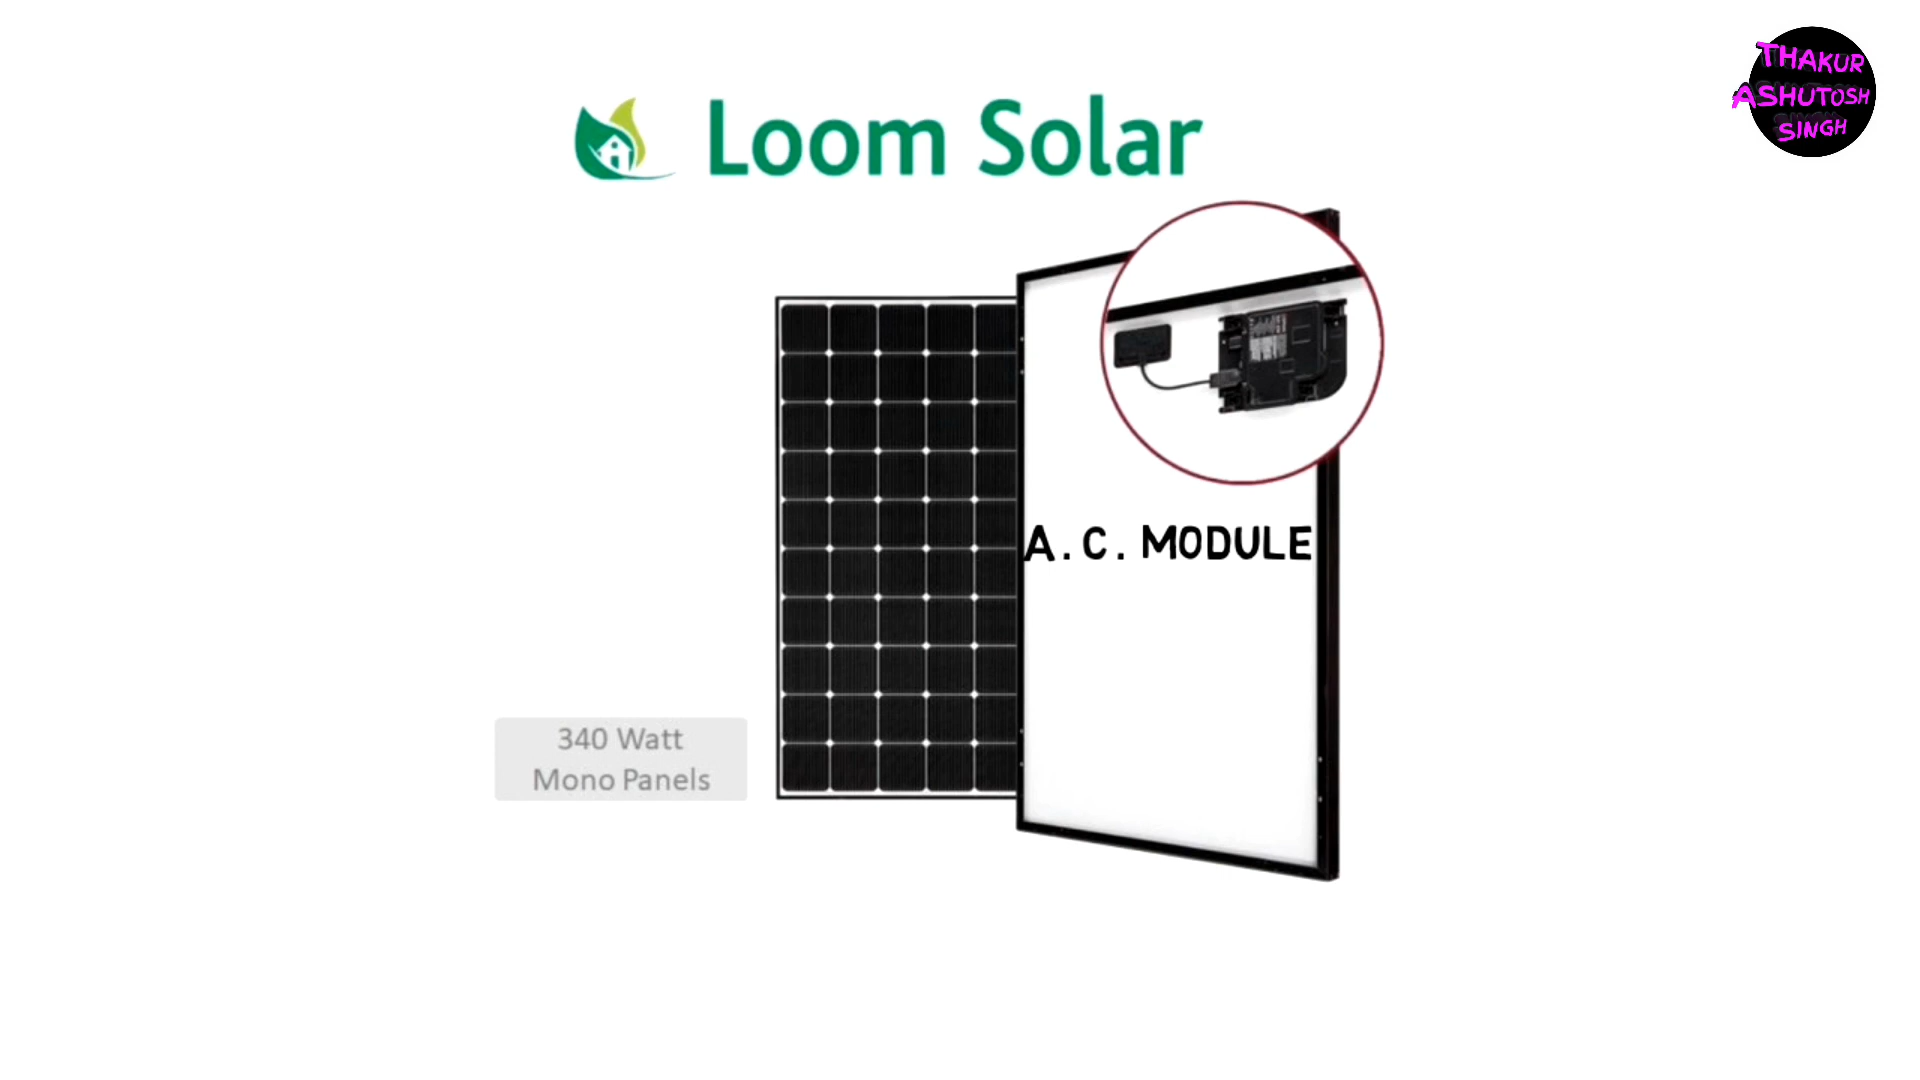 THAKUR
ASHUTOSH
SINGH
Loom Solar
A.C. MODULE
340 Watt
Mono Panels